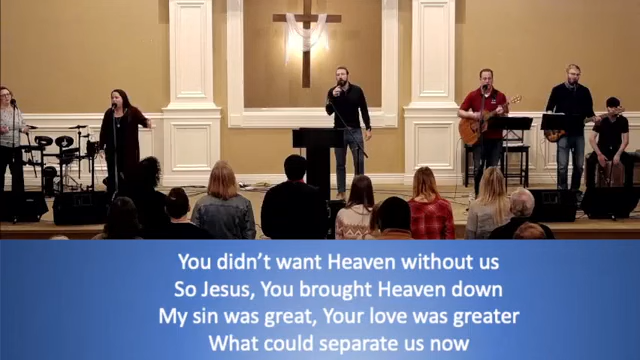 You didn't want Heaven without us
So Jesus, You brought Heaven down
My sin was great, Your love was greater
What could separate us now